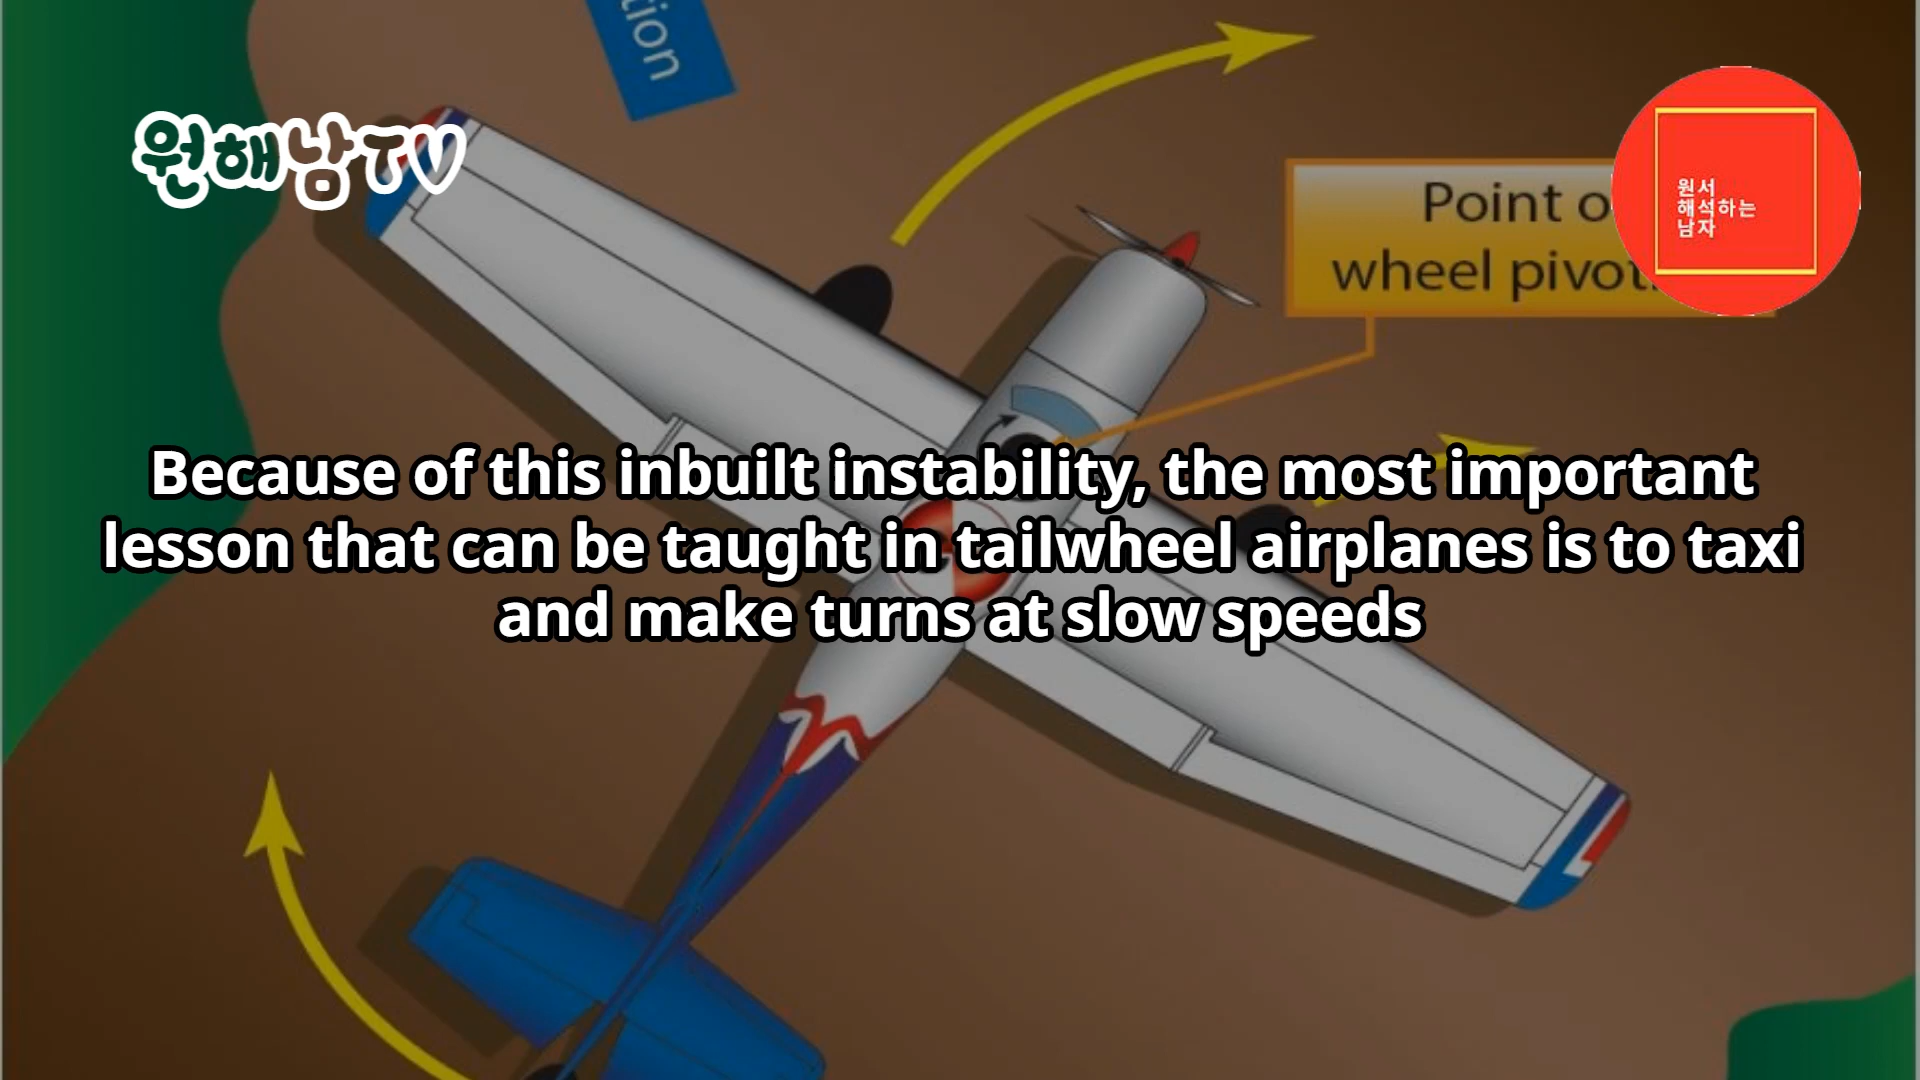 tion
원해남TV
Point o
wheel pivot
원서
해석하는
남자
Because of this inbuilt instability, the most important
lesson that can be taught in tailwheel airplanes is to taxi
and make turns at slow speeds